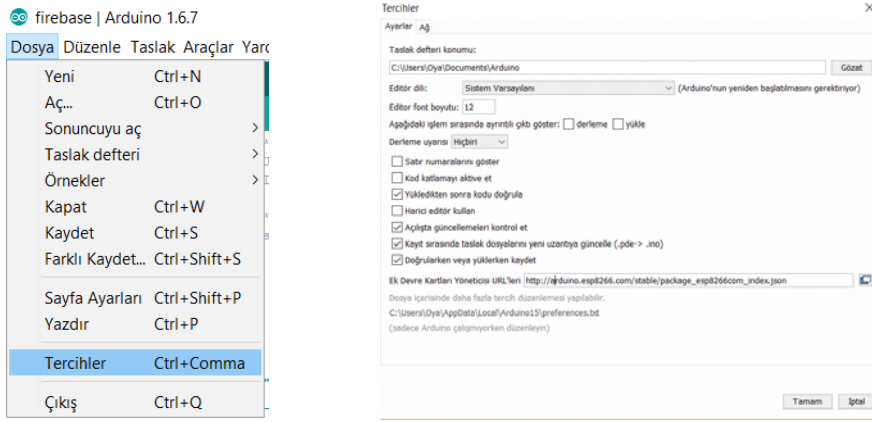 firebase | Arduino 1.6.7
Dosya Düzenle Taslak Araçlar Yard
Yeni Ctrl+N
Aç... Ctrl+O
Sonuncuyu aç
Taslak defteri
Örnekler
Kapat Ctrl+W
Kaydet Ctrl+S
Farklı Kaydet... Ctrl+Shift+S
Sayfa Ayarları Ctrl+Shift+P
Yazdır Ctrl+P
Tercihler Ctrl+Comma
Çıkış Ctrl+Q
Tercihler
Ayarlar Ağ
Taslak defteri konumu:
C:\Users\Oya\Documents\Arduino Gözat
Editör dili: Sistem Varsayılanı (Arduino'nun yeniden başlatılmasını gerektiriyor)
Editor font boyutu: 12
Aşağıdaki işlem sırasında ayrıntılı çıktı göster: derleme yükle
Derleme uyarısı Hiçbiri
Satır numaralarını göster
Kod katlamayı aktive et
Yükledikten sonra kodu doğrula
Harici editör kullan
Açılışta güncellemeleri kontrol et
Kayıt sırasında taslak dosyalarını yeni uzantıya güncelle (.pde-> .ino)
Doğrularken veya yüklerken kaydet
Ek Devre Kartları Yöneticisi URL'leri http://arduino.esp8266.com/stable/package_esp8266com_index.json
Dosya içerisinde daha fazla tercih düzenlemesi yapılabilir.
C:\Users\Oya\AppData\Local\Arduino15\preferences.txt
(sadece Arduino çalışmıyorken düzenleyin)
Tamam İptal